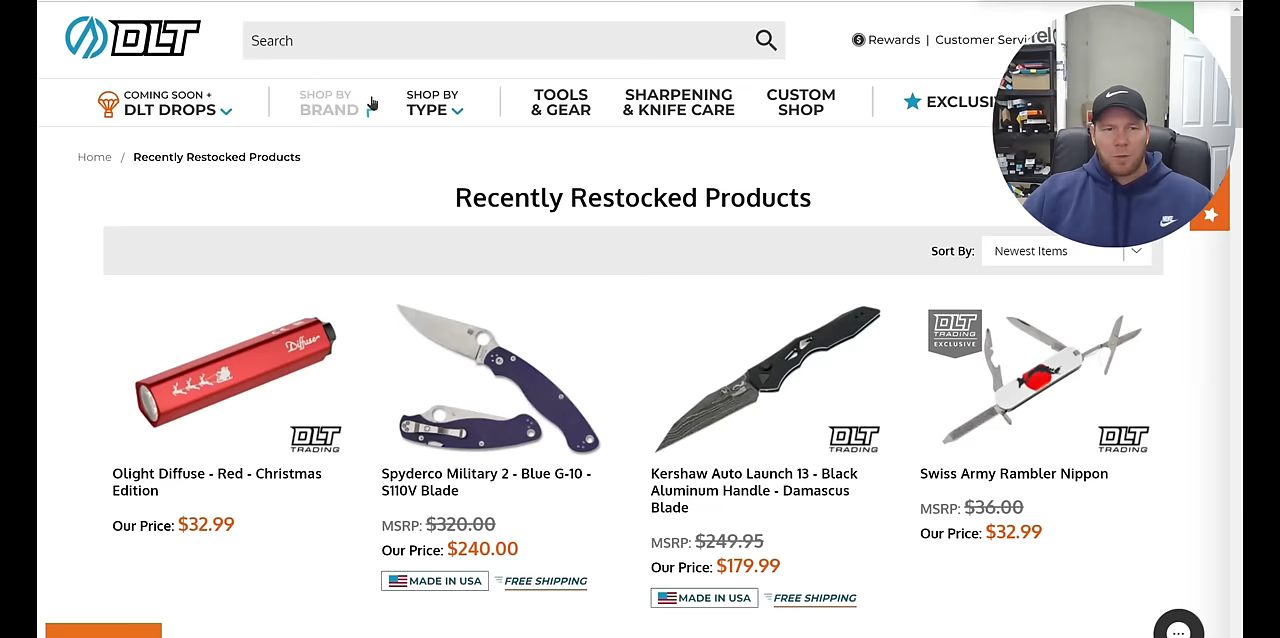 DLT
Search
Rewards | Customer Servi
COMING SOON +
DLT DROPS
SHOP BY
BRAND
SHOP BY
TYPE
TOOLS
& GEAR
SHARPENING
& KNIFE CARE
CUSTOM
SHOP
EXCLUSI
Home / Recently Restocked Products
Recently Restocked Products
Sort By: Newest Items
Diffuse
DLT
TRADING
DLT
TRADING
DLT
TRADING
EXCLUSIVE
DLT
TRADING
Olight Diffuse - Red - Christmas
Edition
Our Price: $32.99
Spyderco Military 2 - Blue G-10 -
S110V Blade
MSRP: $320.00
Our Price: $240.00
MADE IN USA FREE SHIPPING
Kershaw Auto Launch 13 - Black
Aluminum Handle - Damascus
Blade
MSRP: $249.95
Our Price: $179.99
MADE IN USA FREE SHIPPING
Swiss Army Rambler Nippon
MSRP: $36.00
Our Price: $32.99